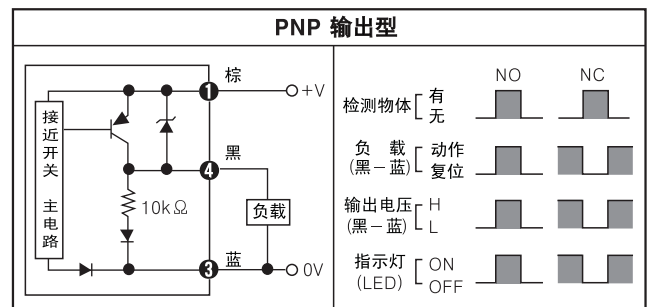 PNP 输出型
接近开关 主电路
10kΩ
1
棕
+V
4
黑
负载
3
蓝
0V
NO NC
检测物体 有
无
负 载 动作
(黑－蓝) 复位
输出电压 H
(黑－蓝) L
指示灯 ON
(LED) OFF